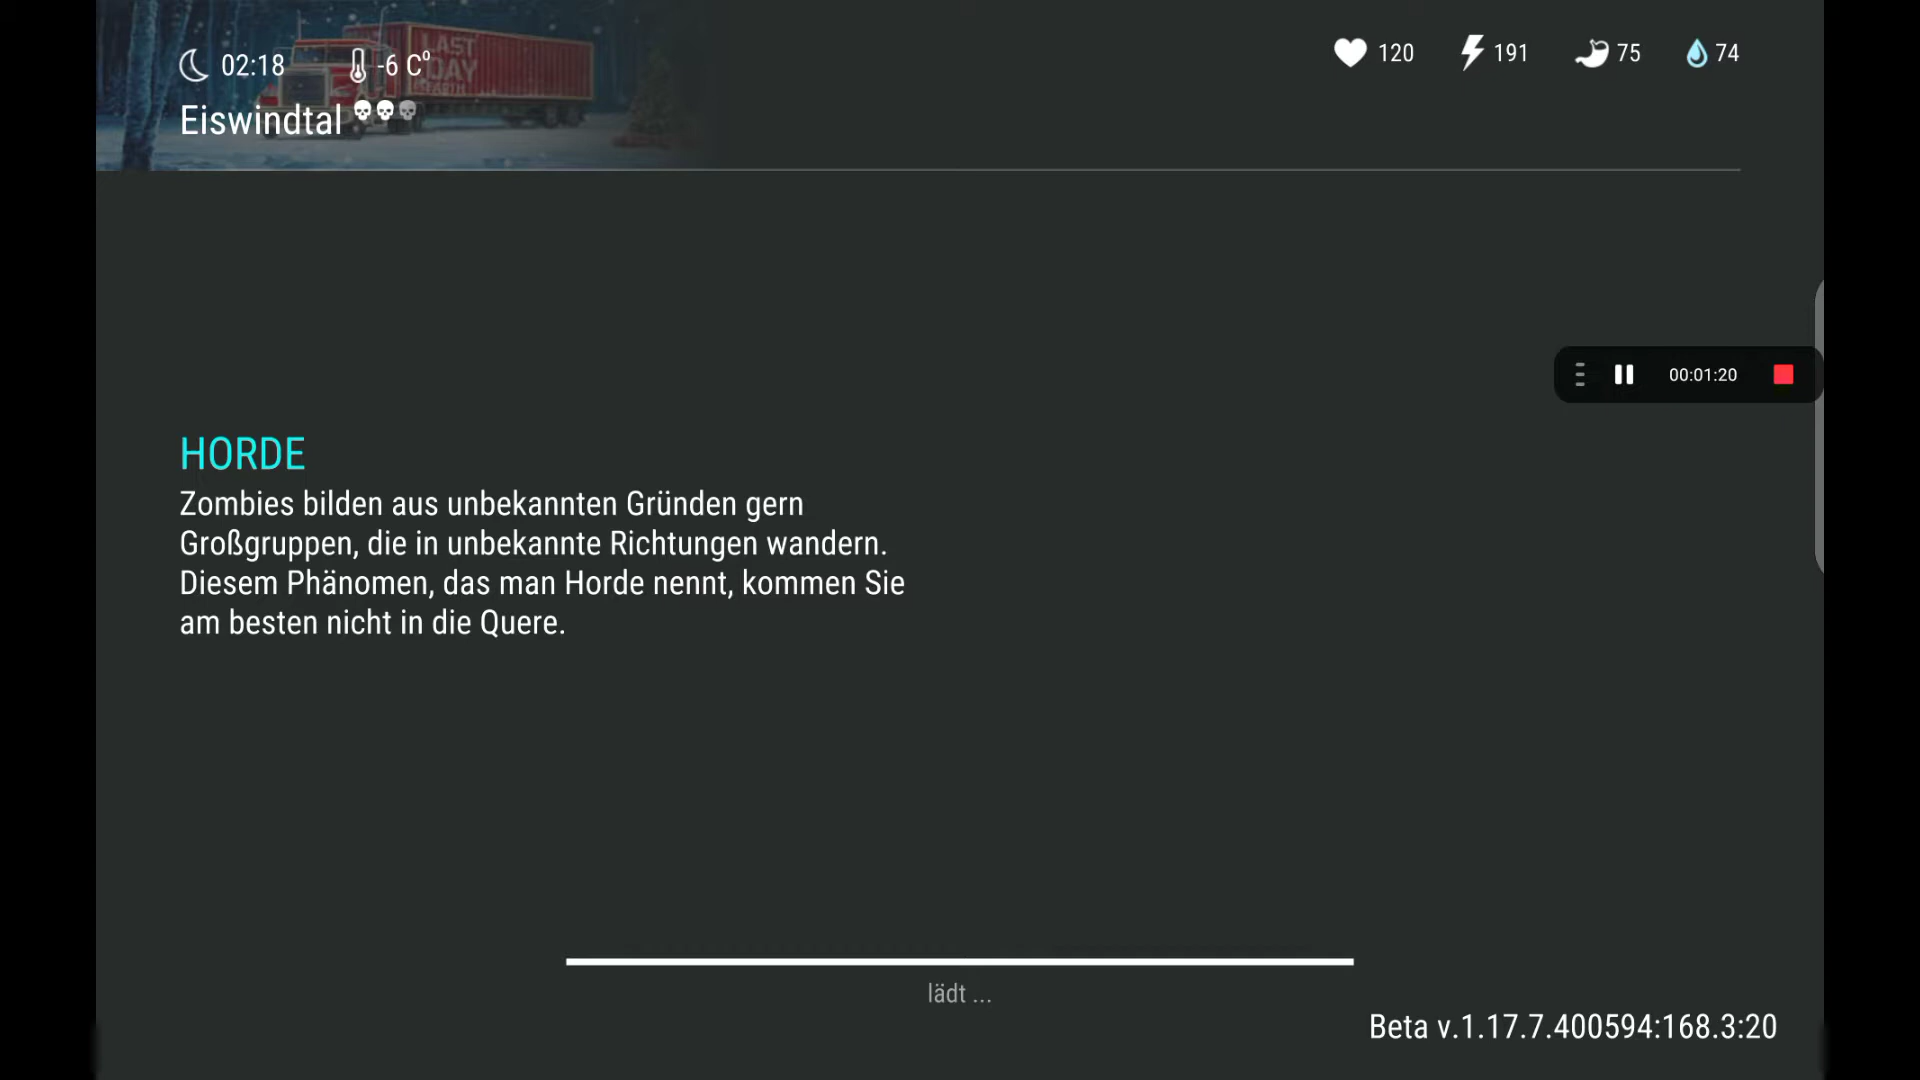 02:18 -6 C°
120 191 75 74
LAST
DAY
Eiswindtal
00:01:20
HORDE
Zombies bilden aus unbekannten Gründen gern
Großgruppen, die in unbekannte Richtungen wandern.
Diesem Phänomen, das man Horde nennt, kommen Sie
am besten nicht in die Quere.
lädt ...
Beta v.1.17.7.400594:168.3:20